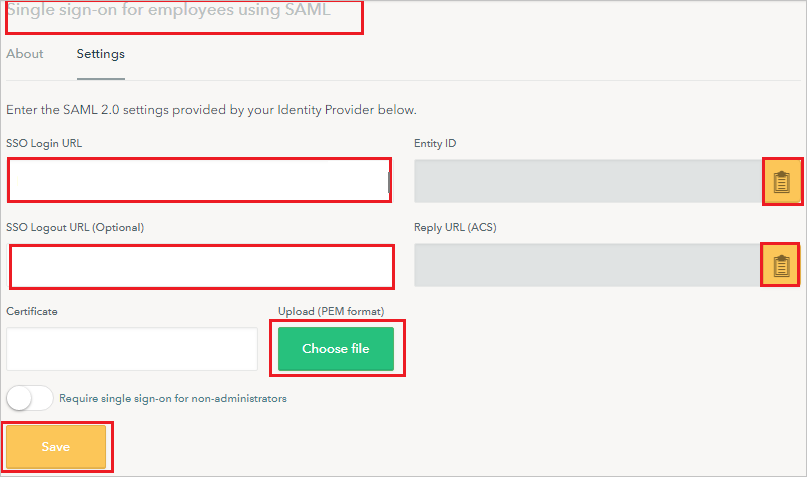 Single sign-on for employees using SAML
About Settings
Enter the SAML 2.0 settings provided by your Identity Provider below.
SSO Login URL Entity ID
SSO Logout URL (Optional) Reply URL (ACS)
Certificate Upload (PEM format)
Choose file
Require single sign-on for non-administrators
Save